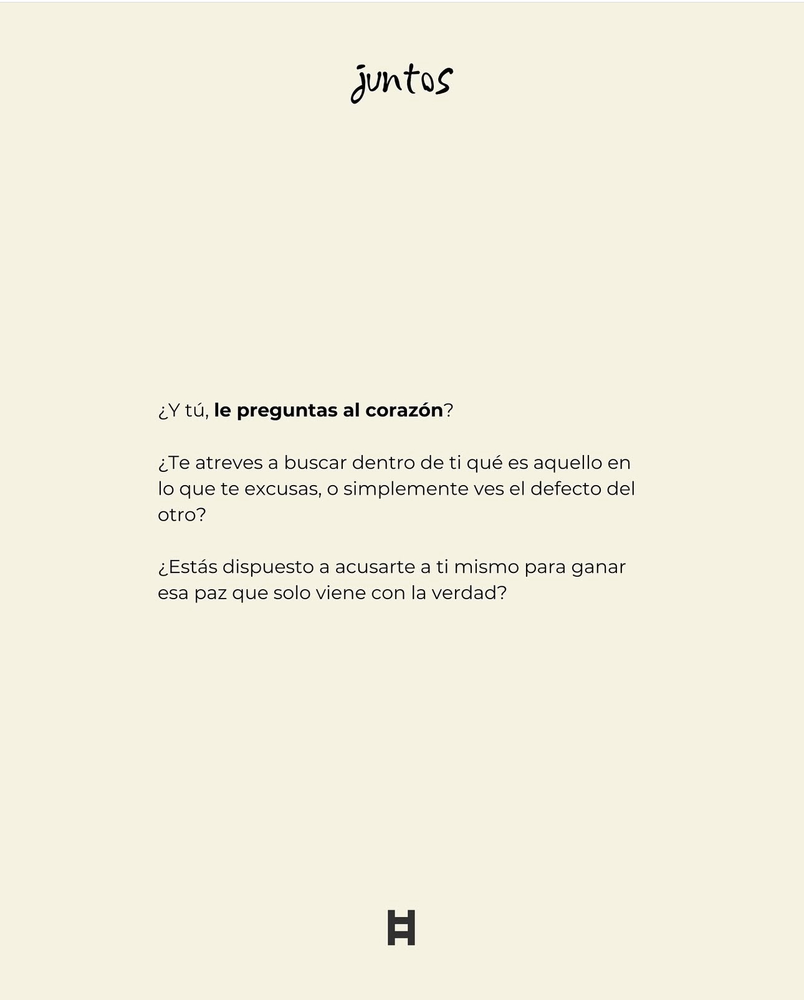 juntos
¿Y tú, le preguntas al corazón?
¿Te atreves a buscar dentro de ti qué es aquello en
lo que te excusas, o simplemente ves el defecto del
otro?
¿Estás dispuesto a acusarte a ti mismo para ganar
esa paz que solo viene con la verdad?